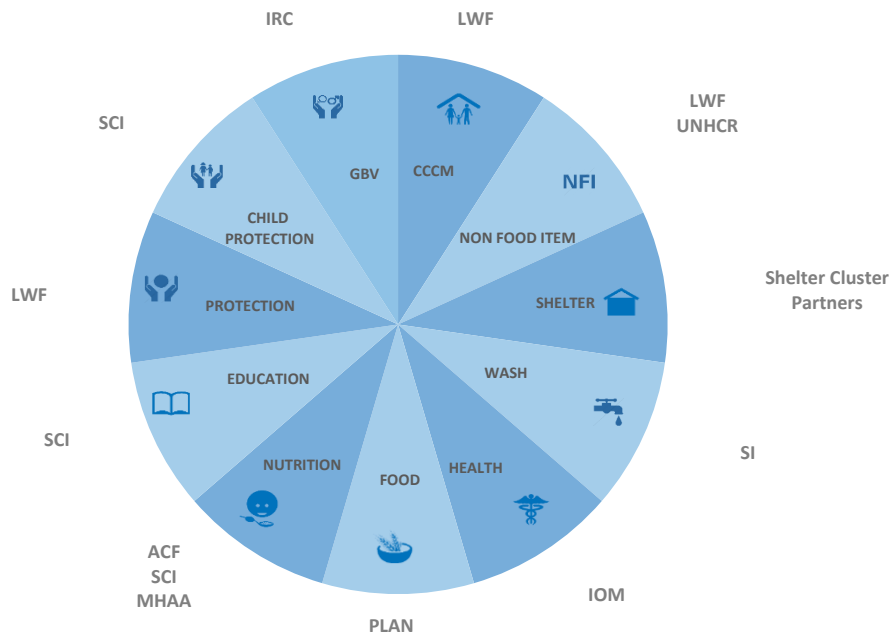 IRC
LWF
SCI
LWF
UNHCR
GBV
CCCM
NFI
CHILD
PROTECTION
NON FOOD ITEM
LWF
PROTECTION
SHELTER
Shelter Cluster
Partners
EDUCATION
WASH
SCI
SI
NUTRITION
FOOD
HEALTH
ACF
SCI
MHAA
IOM
PLAN